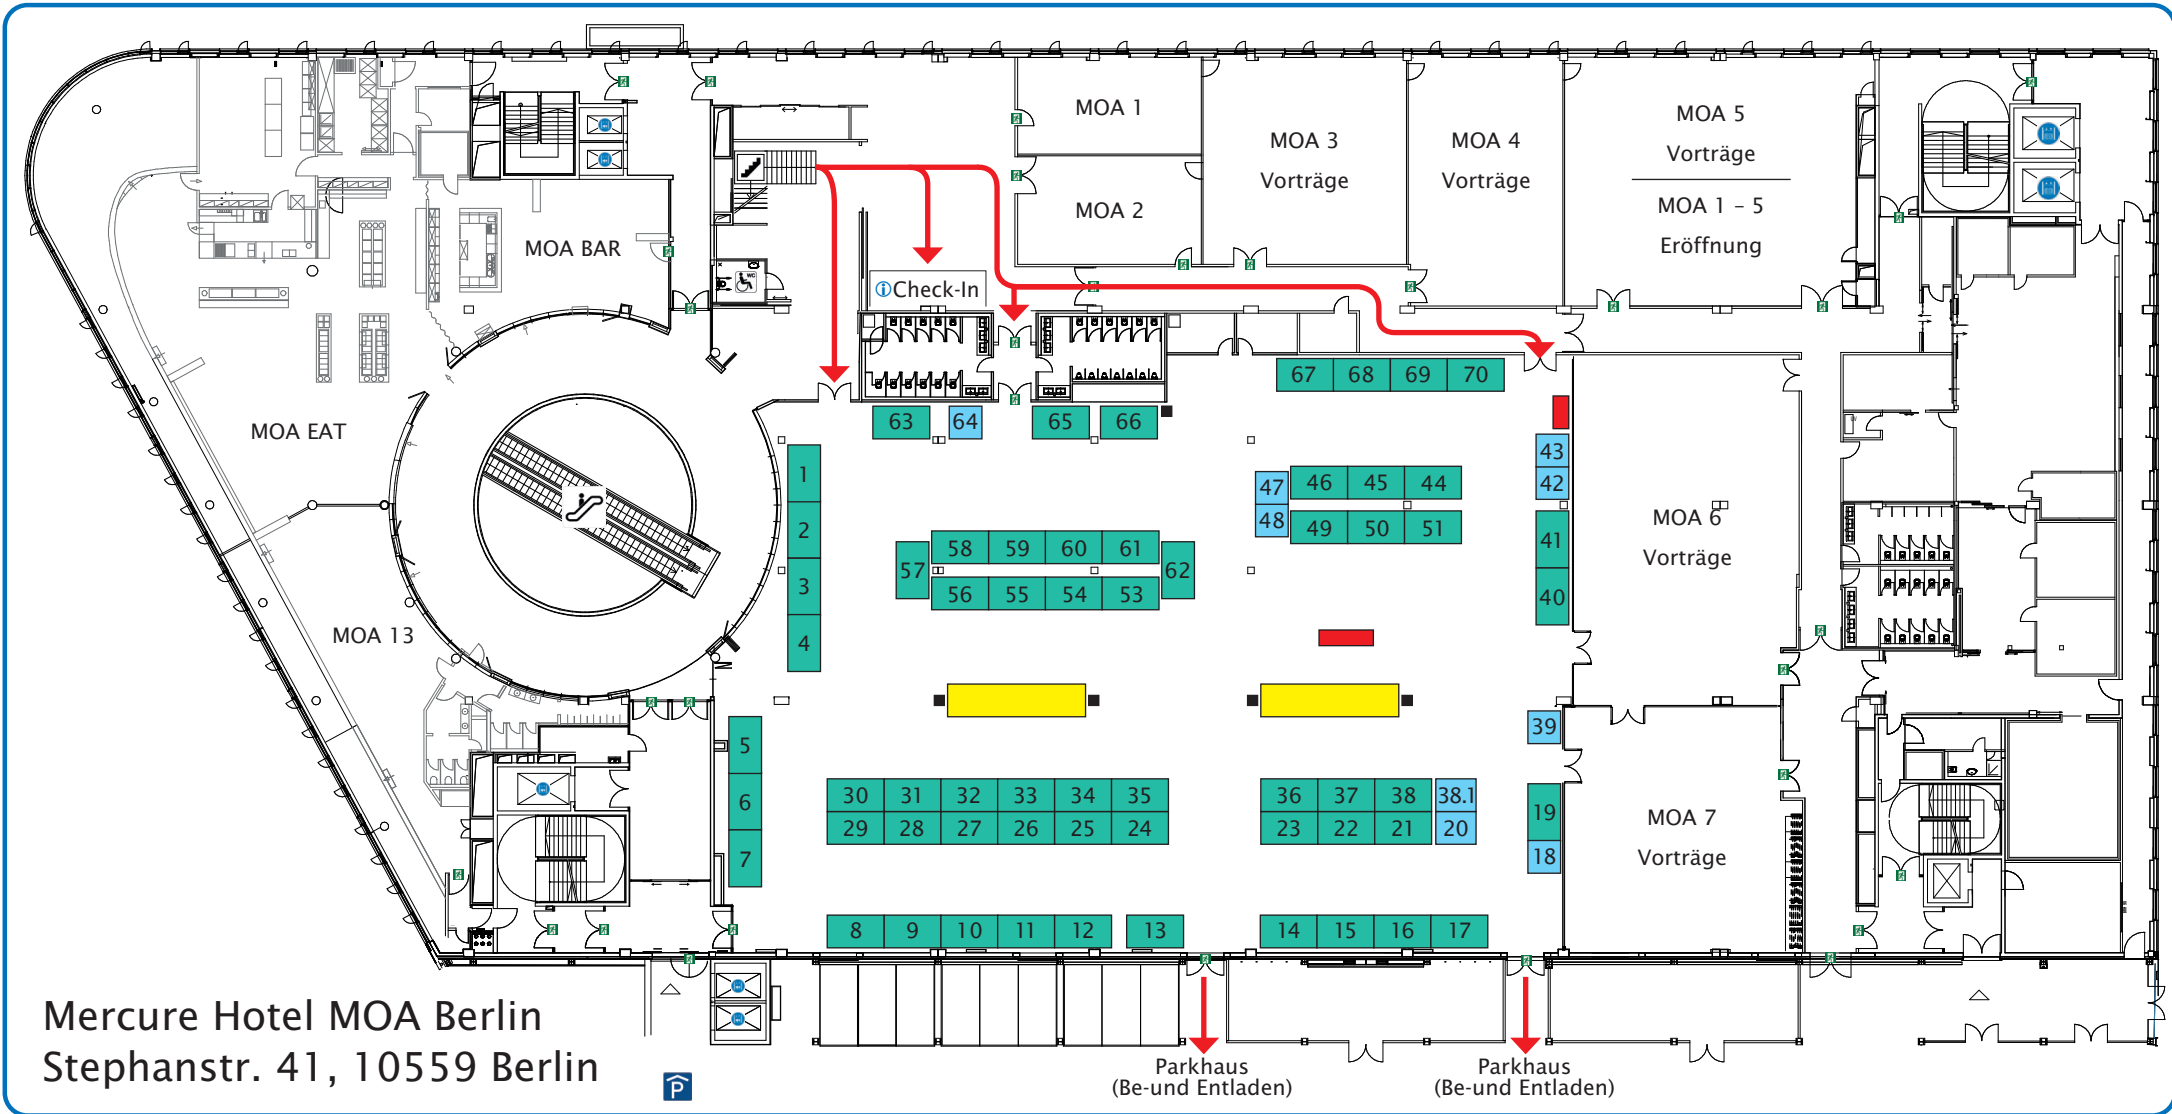 MOA 1
MOA 2
MOA 3
Vorträge
MOA 4
Vorträge
MOA 5
Vorträge
MOA 1 – 5
Eröffnung
MOA BAR
WC
Check-In
MOA EAT
MOA 13
67 68 69 70
63 64 65 66
1
2
3
4
43
42
47 46 45 44
48 49 50 51
41
40
58 59 60 61
57 62
56 55 54 53
MOA 6
Vorträge
39
5
6
7
30 31 32 33 34 35
29 28 27 26 25 24
36 37 38 38.1
23 22 21 20
19
18
MOA 7
Vorträge
8 9 10 11 12 13
14 15 16 17
Mercure Hotel MOA Berlin
Stephanstr. 41, 10559 Berlin
P
Parkhaus
(Be-und Entladen)
Parkhaus
(Be-und Entladen)